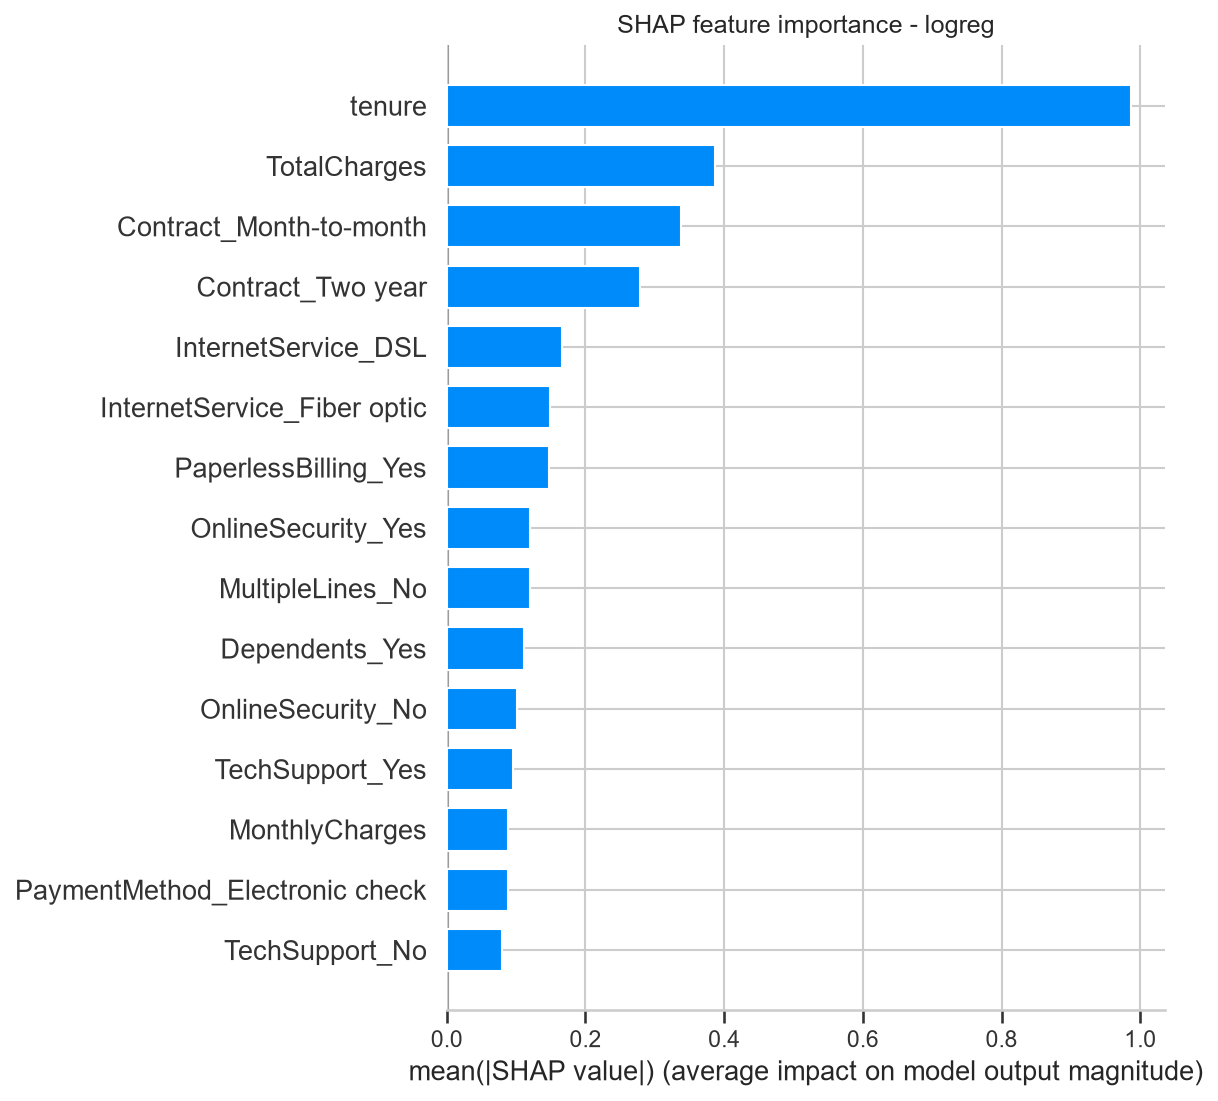 SHAP feature importance - logreg
tenure
TotalCharges
Contract_Month-to-month
Contract_Two year
InternetService_DSL
InternetService_Fiber optic
PaperlessBilling_Yes
OnlineSecurity_Yes
MultipleLines_No
Dependents_Yes
OnlineSecurity_No
TechSupport_Yes
MonthlyCharges
PaymentMethod_Electronic check
TechSupport_No
0.0 0.2 0.4 0.6 0.8 1.0
mean(|SHAP value|) (average impact on model output magnitude)